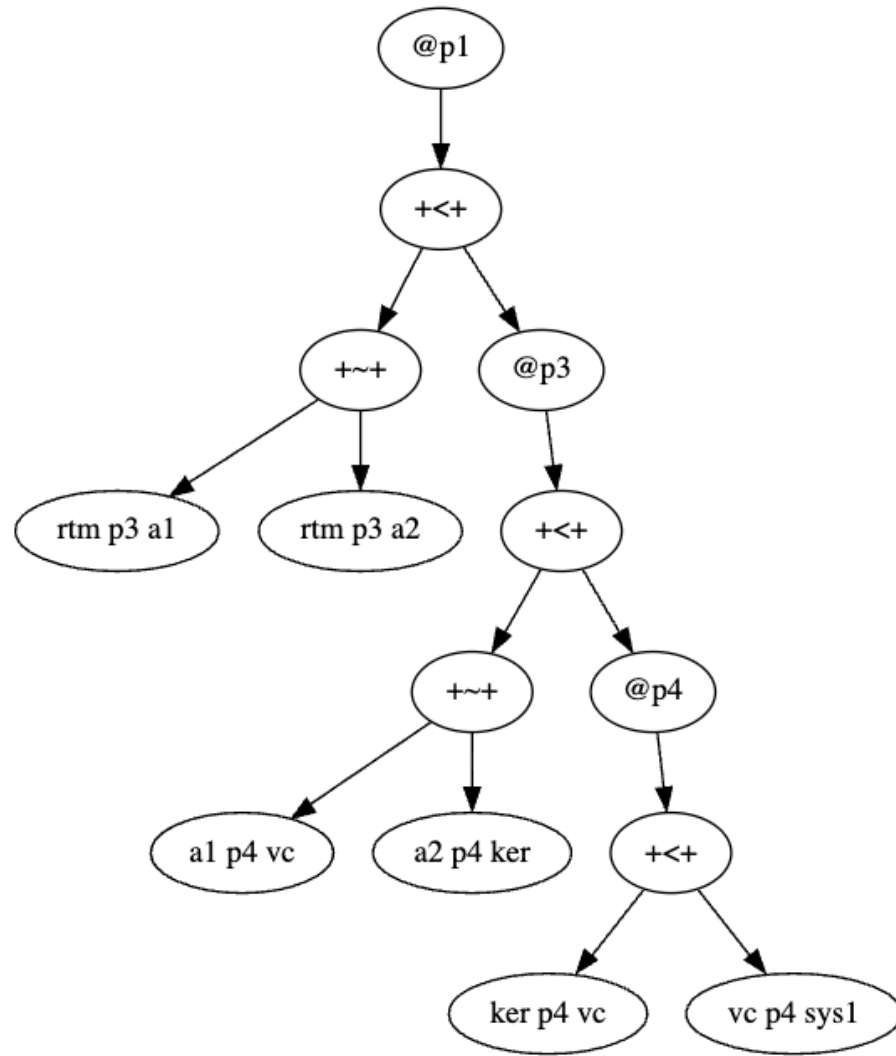 @p1
+<+
+~+
@p3
rtm p3 a1
rtm p3 a2
+<+
+~+
@p4
a1 p4 vc
a2 p4 ker
+<+
ker p4 vc
vc p4 sys1